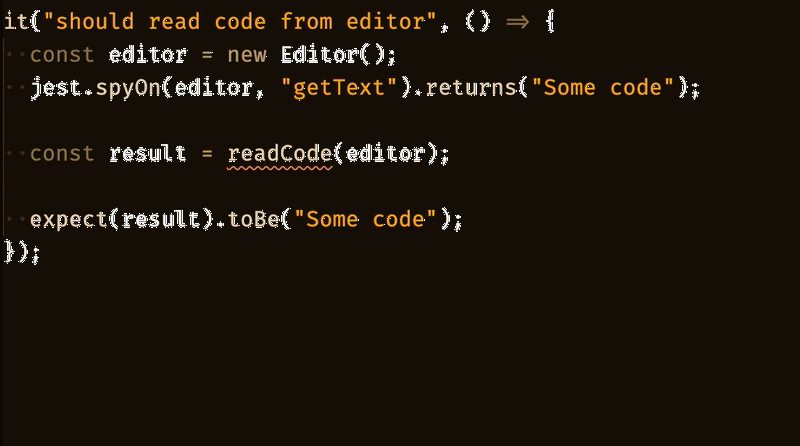 it("should read code from editor", () => {
const editor = new Editor();
jest.spyOn(editor, "getText").returns("Some code");
const result = readCode(editor);
expect(result).toBe("Some code");
});